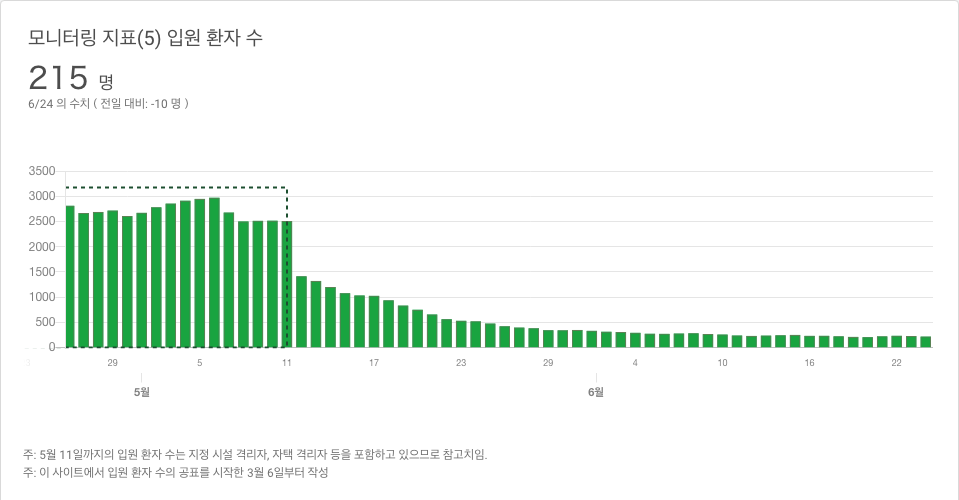 모니터링 지표(5) 입원 환자 수
215 명
6/24 의 수치 ( 전일 대비: -10 명 )
3500
3000
2500
2000
1500
1000
500
0
29 5 11 17 23 29 4 10 16 22
5월 6월
주: 5월 11일까지의 입원 환자 수는 지정 시설 격리자, 자택 격리자 등을 포함하고 있으므로 참고치임.
주: 이 사이트에서 입원 환자 수의 공표를 시작한 3월 6일부터 작성